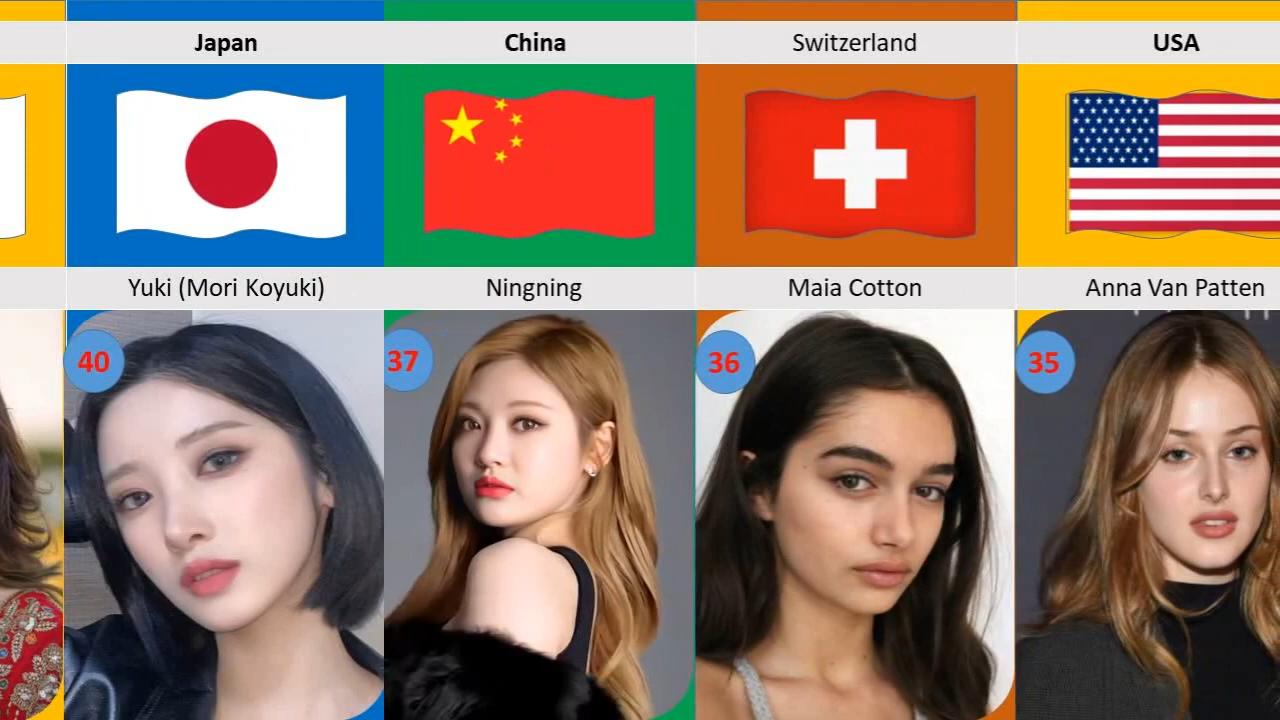 Japan
China
Switzerland
USA
Yuki (Mori Koyuki)
Ningning
Maia Cotton
Anna Van Patten
40
37
36
35